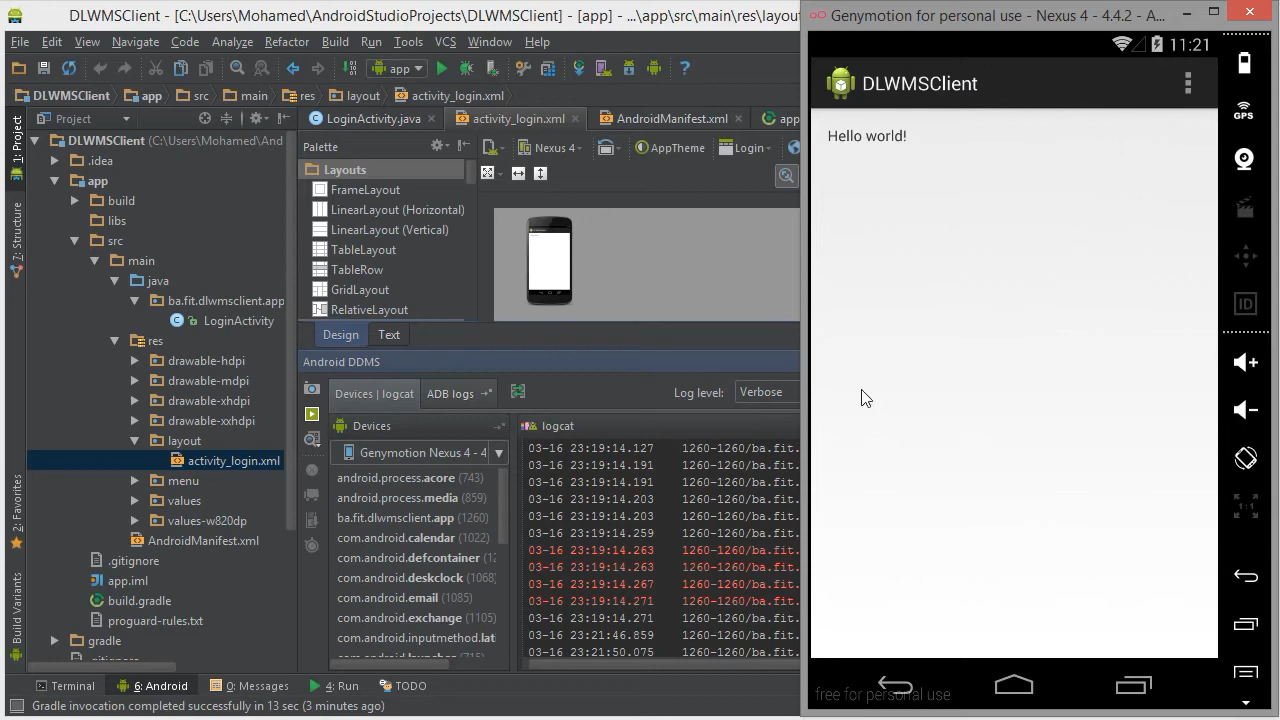 DLWMSClient (C:\Users\Mohamed\AndroidStudioProjects\DLWMSClient) - [app] - ...\app\src\main\res\layou
File Edit View Navigate Code Analyze Refactor Build Run Tools VCS Window Help
app
DLWMSClient app src main res layout activity_login.xml
Project
LoginActivity.java activity_login.xml AndroidManifest.xml app
DLWMSClient (C:\Users\Mohamed\And
.idea
app
build
libs
src
main
java
ba.fit.dlwmsclient.app
LoginActivity
res
drawable-hdpi
drawable-mdpi
drawable-xhdpi
drawable-xxhdpi
layout
activity_login.xml
menu
values
values-w820dp
AndroidManifest.xml
.gitignore
app.iml
build.gradle
proguard-rules.txt
gradle
.gitignore
1: Project
7: Structure
2: Favorites
Build Variants
Palette
Nexus 4
AppTheme
Login
Layouts
FrameLayout
LinearLayout (Horizontal)
LinearLayout (Vertical)
TableLayout
TableRow
GridLayout
RelativeLayout
Design Text
Android DDMS
Devices | logcat ADB logs
Log level: Verbose
Devices
Genymotion Nexus 4 - 4
android.process.acore (743)
android.process.media (859)
ba.fit.dlwmsclient.app (1260)
com.android.calendar (1022)
com.android.defcontainer (12
com.android.deskclock (1068)
com.android.email (1085)
com.android.exchange (1105)
com.android.inputmethod.lat
logcat
03-16 23:19:14.127 1260-1260/ba.fit.
03-16 23:19:14.191 1260-1260/ba.fit.
03-16 23:19:14.191 1260-1260/ba.fit.
03-16 23:19:14.203 1260-1260/ba.fit.
03-16 23:19:14.203 1260-1260/ba.fit.
03-16 23:19:14.259 1260-1260/ba.fit.
03-16 23:19:14.263 1260-1260/ba.fit.
03-16 23:19:14.263 1260-1260/ba.fit.
03-16 23:19:14.267 1260-1260/ba.fit.
03-16 23:19:14.271 1260-1260/ba.fit.
03-16 23:19:14.271 1260-1260/ba.fit.
03-16 23:21:46.859 1260-1260/ba.fit.
03-16 23:21:50.075 1260-1260/ba.fit.
Terminal 6: Android 0: Messages 4: Run TODO
Gradle invocation completed successfully in 13 sec (3 minutes ago)
Genymotion for personal use - Nexus 4 - 4.4.2 - A...
11:21
DLWMSClient
Hello world!
free for personal use
GPS
ID
1:1